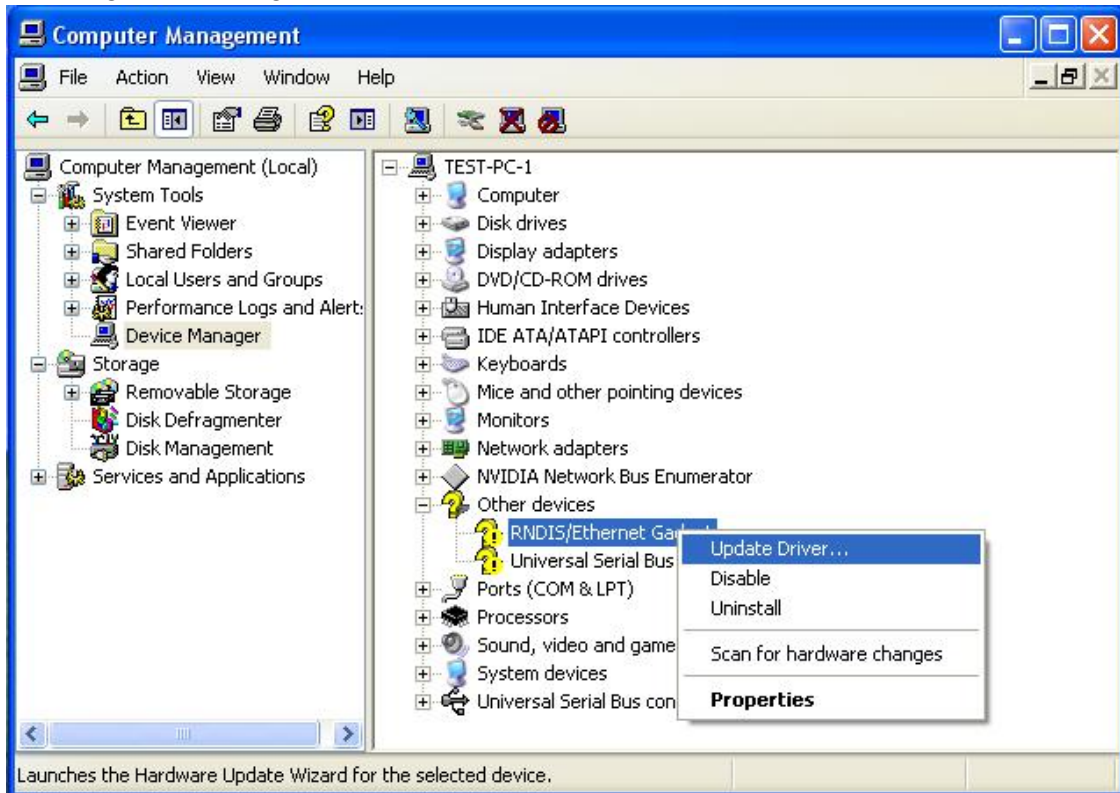 Computer Management
File Action View Window Help
Computer Management (Local)
System Tools
Event Viewer
Shared Folders
Local Users and Groups
Performance Logs and Alert:
Device Manager
Storage
Removable Storage
Disk Defragmenter
Disk Management
Services and Applications
TEST-PC-1
Computer
Disk drives
Display adapters
DVD/CD-ROM drives
Human Interface Devices
IDE ATA/ATAPI controllers
Keyboards
Mice and other pointing devices
Monitors
Network adapters
NVIDIA Network Bus Enumerator
Other devices
RNDIS/Ethernet
Universal Serial Bus
Ports (COM & LPT)
Processors
Sound, video and game
System devices
Universal Serial Bus con
Update Driver...
Disable
Uninstall
Scan for hardware changes
Properties
Launches the Hardware Update Wizard for the selected device.